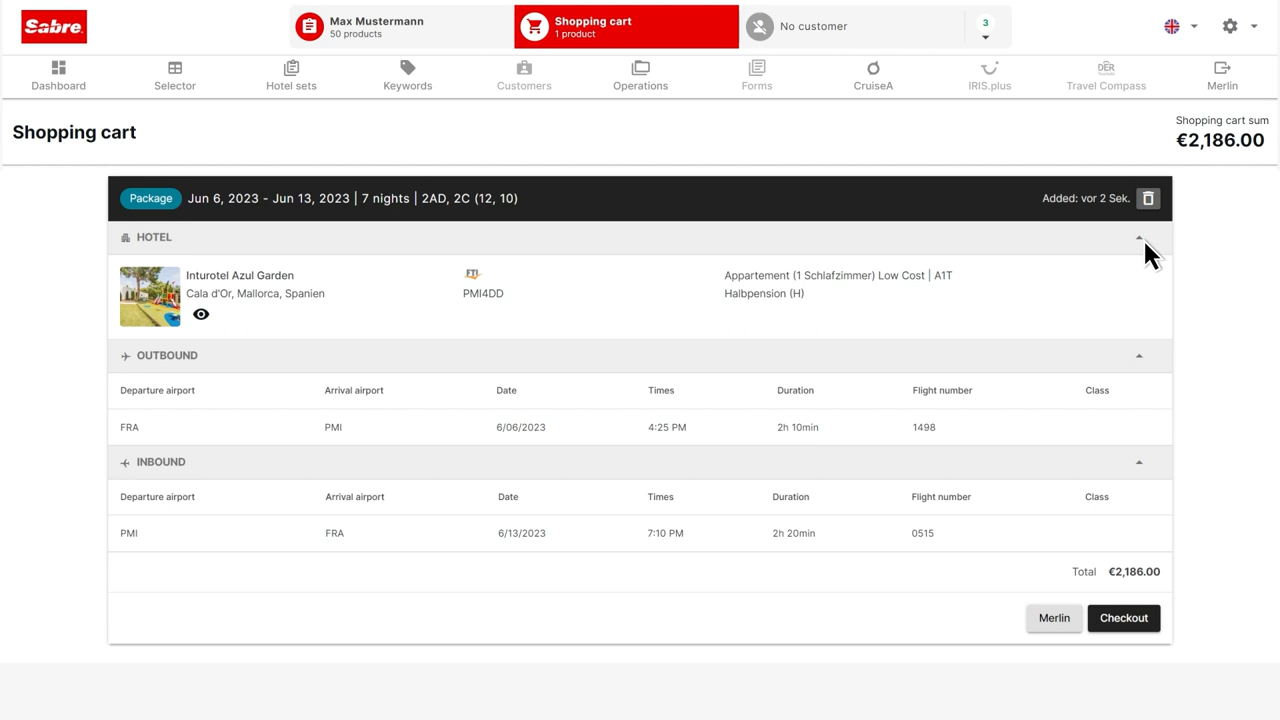 Sabre.
Max Mustermann
50 products
Shopping cart
1 product
No customer
3
Dashboard
Selector
Hotel sets
Keywords
Customers
Operations
Forms
CruiseA
IRIS.plus
DER
Travel Compass
Merlin
Shopping cart
Shopping cart sum
€2,186.00
Package Jun 6, 2023 - Jun 13, 2023 | 7 nights | 2AD, 2C (12, 10) Added: vor 2 Sek.
HOTEL
Inturotel Azul Garden FTI Appartement (1 Schlafzimmer) Low Cost | A1T
Cala d'Or, Mallorca, Spanien PMI4DD Halbpension (H)
OUTBOUND
Departure airport Arrival airport Date Times Duration Flight number Class
FRA PMI 6/06/2023 4:25 PM 2h 10min 1498
INBOUND
Departure airport Arrival airport Date Times Duration Flight number Class
PMI FRA 6/13/2023 7:10 PM 2h 20min 0515
Total €2,186.00
Merlin Checkout